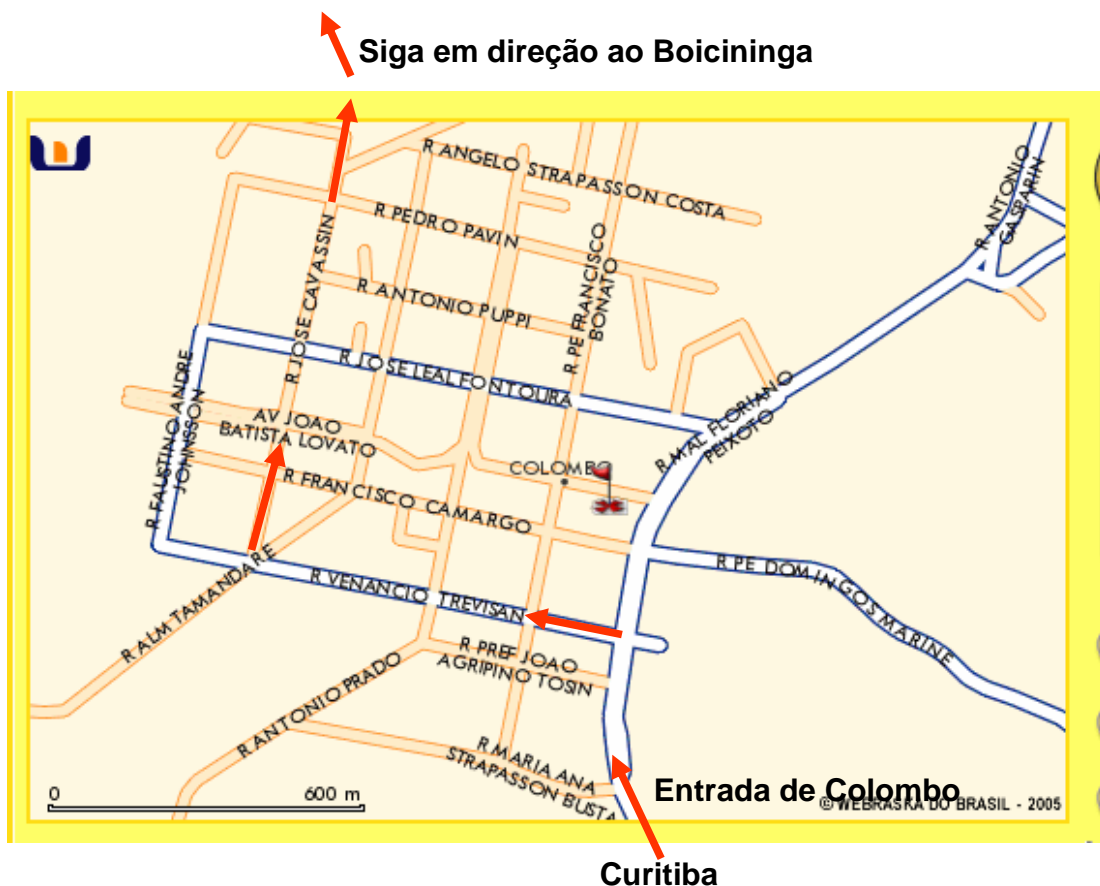 Siga em direção ao Boicininga
R ANGELO STRAPASSON COSTA
R ANTONIO
GASPARIN
R PEDRO PAVIN
R PE FRANCISCO
BONATO
R JOSE CAVASSIN
R ANTONIO PUPPI
R JOSE LEAL FONTOURA
R MAL FLORIANO
PEIXOTO
R FAUSTINO ANDRE
JOHNSSON
AV JOAO
BATISTA LOVATO
COLOMBO
R FRANCISCO CAMARGO
R PE DOMINGOS MARINE
R VENANCIO TREVISAN
R ALM TAMANDARE
R PREF JOAO
AGRIPINO TOSIN
R ANTONIO PRADO
R MARIA ANA
STRAPASSON BUSTA
0 600 m
Entrada de Colombo
© WEBRASKA DO BRASIL - 2005
Curitiba